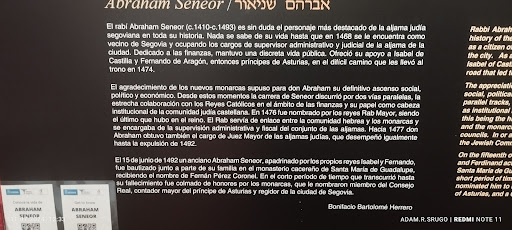 Abraham Seneor / אברהם שניאור
El rabí Abraham Seneor (c.1410-c.1493) es sin duda el personaje más destacado de la aljama judía
segoviana en toda su historia. Nada se sabe de su vida hasta que en 1468 se le encuentra como
vecino de Segovia y ocupando los cargos de supervisor administrativo y judicial de la aljama de la
ciudad. Dedicado a las finanzas, mantuvo una discreta vida pública. Ofreció su apoyo a Isabel de
Castilla y Fernando de Aragón, entonces príncipes de Asturias, en el difícil camino que les llevó al
trono en 1474.
El agradecimiento de los nuevos monarcas supuso para don Abraham su definitivo ascenso social,
político y económico. Desde estos momentos la carrera de Seneor discurrió por dos vías paralelas, la
estrecha colaboración con los Reyes Católicos en el ámbito de las finanzas y su papel como cabeza
institucional de la comunidad judía castellana. En 1476 fue nombrado por los reyes Rab Mayor, siendo
el último que hubo en el reino. El Rab servía de enlace entre la comunidad hebrea y los monarcas y
se encargaba de la supervisión administrativa y fiscal del conjunto de las aljamas. Hacia 1477 don
Abraham obtuvo también el cargo de Juez Mayor de las aljamas judías, que desempeñó igualmente
hasta la expulsión de 1492.
El 15 de junio de 1492 un anciano Abraham Seneor, apadrinado por los propios reyes Isabel y Fernando,
fue bautizado junto a parte de su familia en el monasterio cacereño de Santa María de Guadalupe,
recibiendo el nombre de Fernán Pérez Coronel. En el corto período de tiempo que transcurrió hasta
su fallecimiento fue colmado de honores por los monarcas, que le nombraron miembro del Consejo
Real, contador mayor del príncipe de Asturias y regidor de la ciudad de Segovia.
Bonifacio Bartolomé Herrero
Rabbi Abraham
history of the
as a citizen of
the city. As an
Isabel of Castile
road that led to
The appreciation
political, social
parallel tracks,
as institutional
this being the
and the monarchs
councils. In or
the Jewish Comm
On the fifteenth of
and Ferdinand
Santa María de Gua
short period of time
nominated him to
of Asturias and
ABRAHAM
SENEOR
ABRAHAM
SENEOR
ADAM.R.SRUGO / REDMI NOTE 11